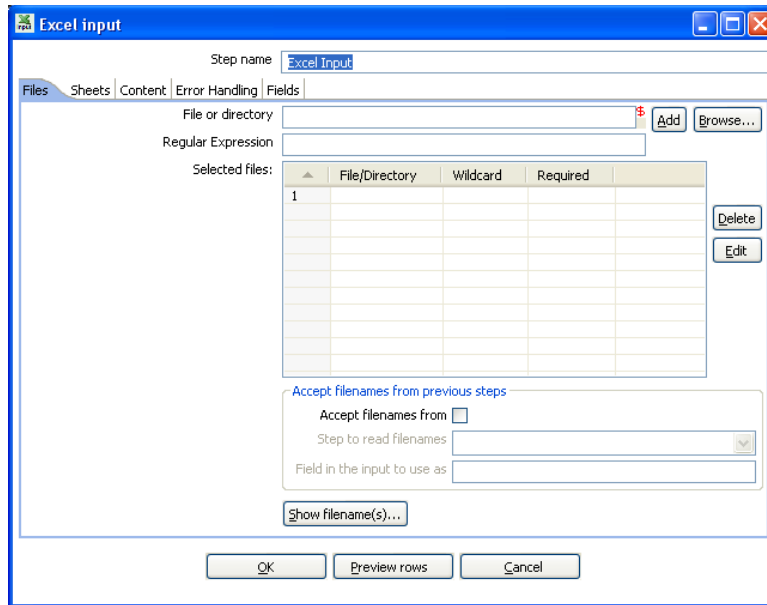 Excel input
Step name Excel Input
Files Sheets Content Error Handling Fields
File or directory $ Add Browse...
Regular Expression
Selected files: File/Directory Wildcard Required
1
Delete
Edit
Accept filenames from previous steps
Accept filenames from
Step to read filenames
Field in the input to use as
Show filename(s)...
OK Preview rows Cancel